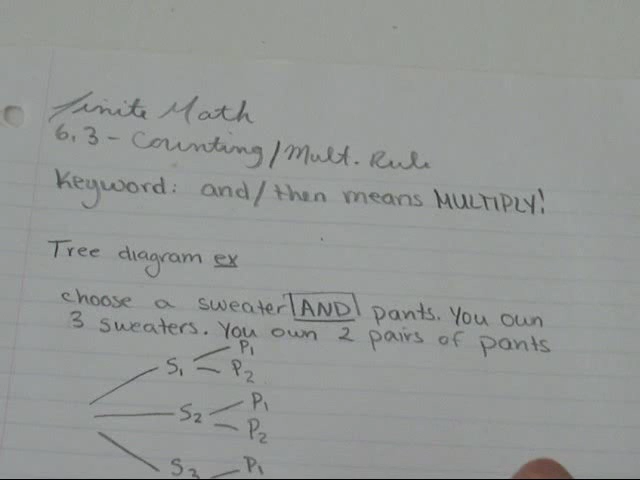 Finite Math
6.3 - Counting/Mult. Rule
Keyword: and/then means MULTIPLY!
Tree diagram ex
choose a sweater AND pants. You own
3 sweaters. You own 2 pairs of pants
P1
S1 P2
P1
S2
P2
S3 P1